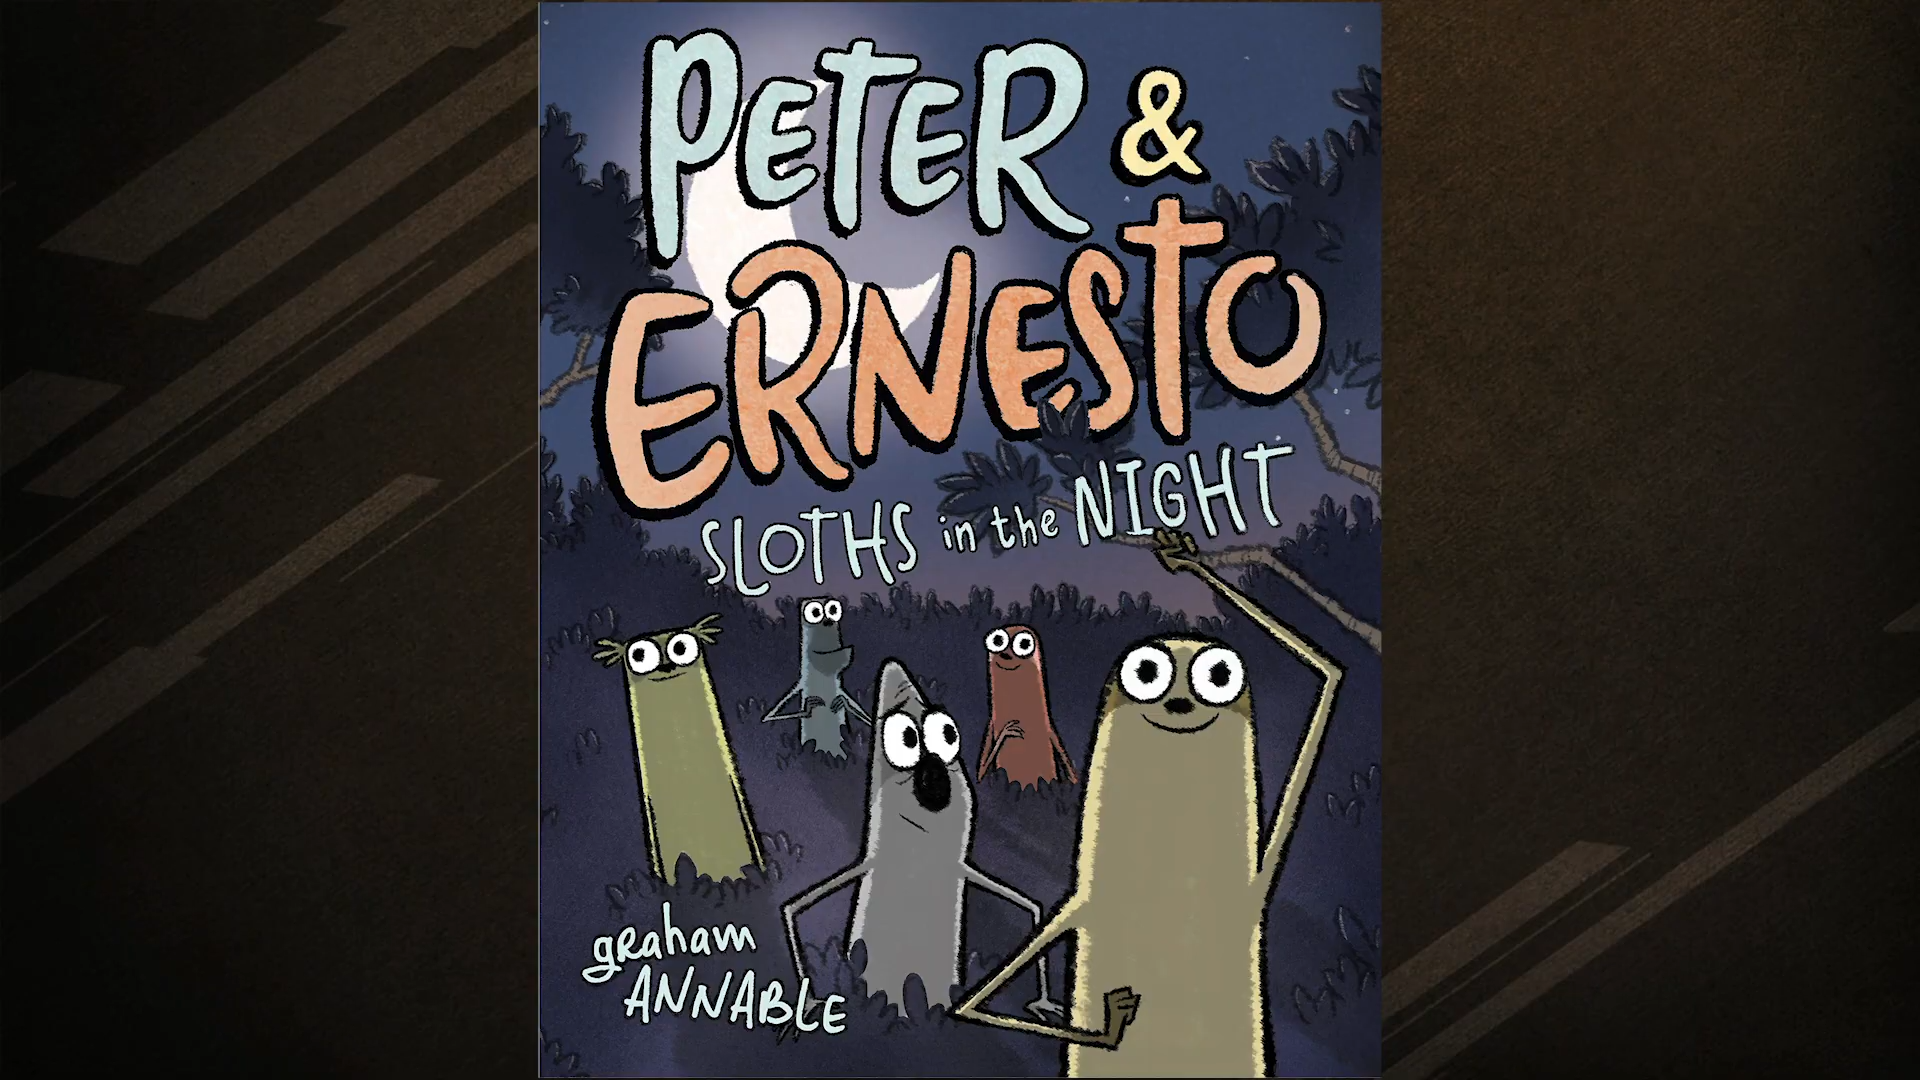 PETER &
ERNESTO
SLOTHS in the NIGHT
graham
ANNABLE